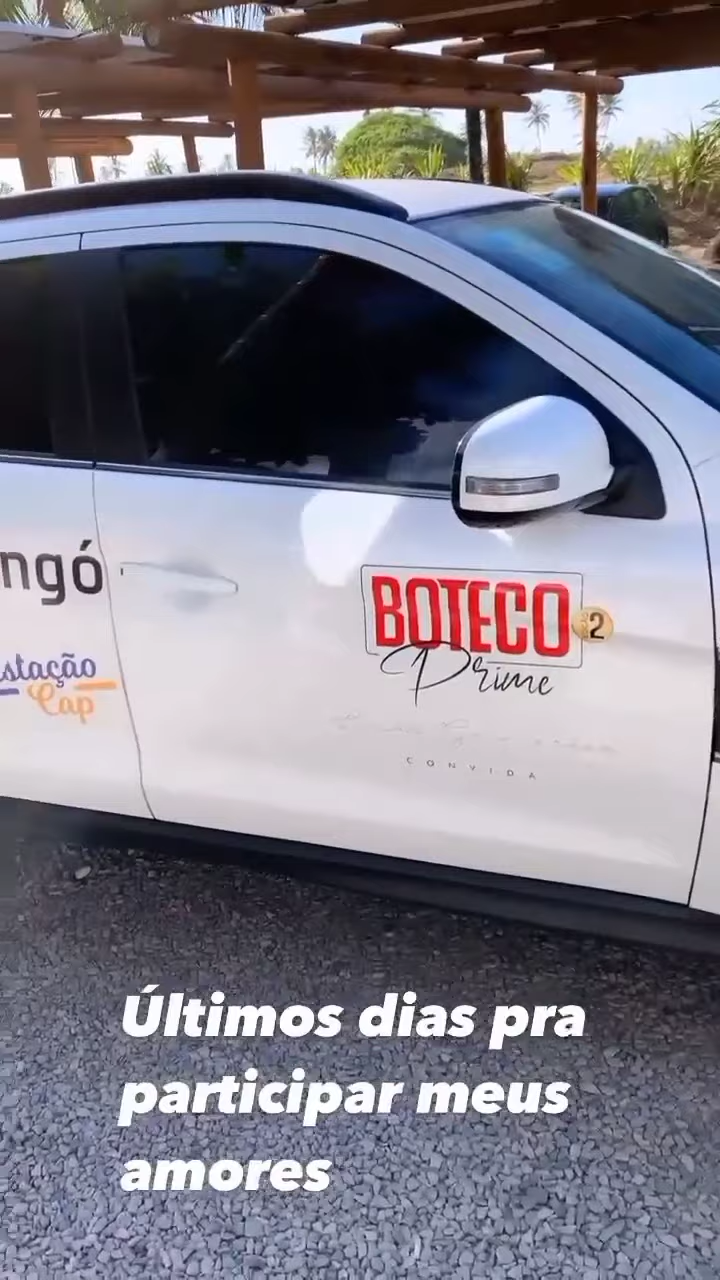 ngó
BOTECO
2
Prime
CONVIDA
stação
Cap
Últimos dias pra
participar meus
amores